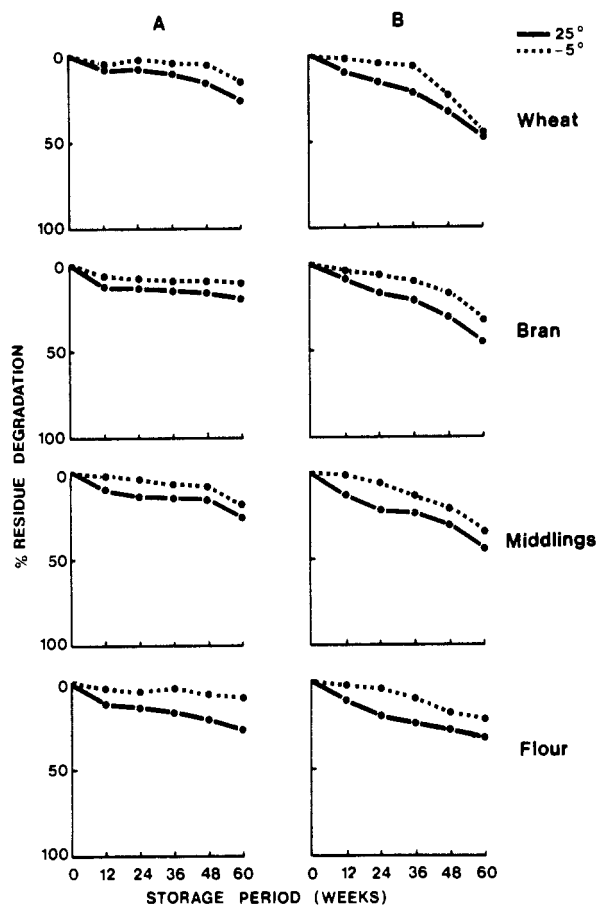 A
B
25°
-5°
0
50
100
Wheat
0
50
100
Bran
0
50
100
Middlings
0
50
100
Flour
0 12 24 36 48 60
0 12 24 36 48 60
% RESIDUE DEGRADATION
STORAGE PERIOD (WEEKS)